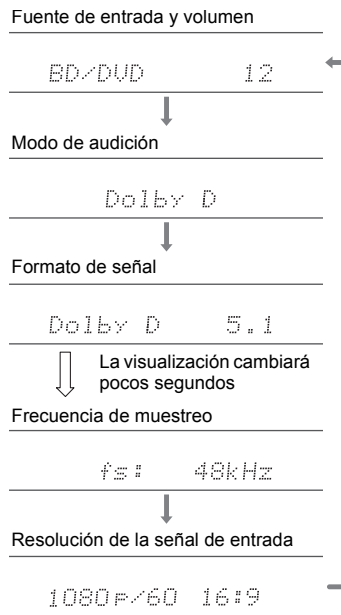 Fuente de entrada y volumen
BD/DVD 12
Modo de audición
Dolby D
Formato de señal
Dolby D 5.1
La visualización cambiará
pocos segundos
Frecuencia de muestreo
fs: 48kHz
Resolución de la señal de entrada
1080p/60 16:9